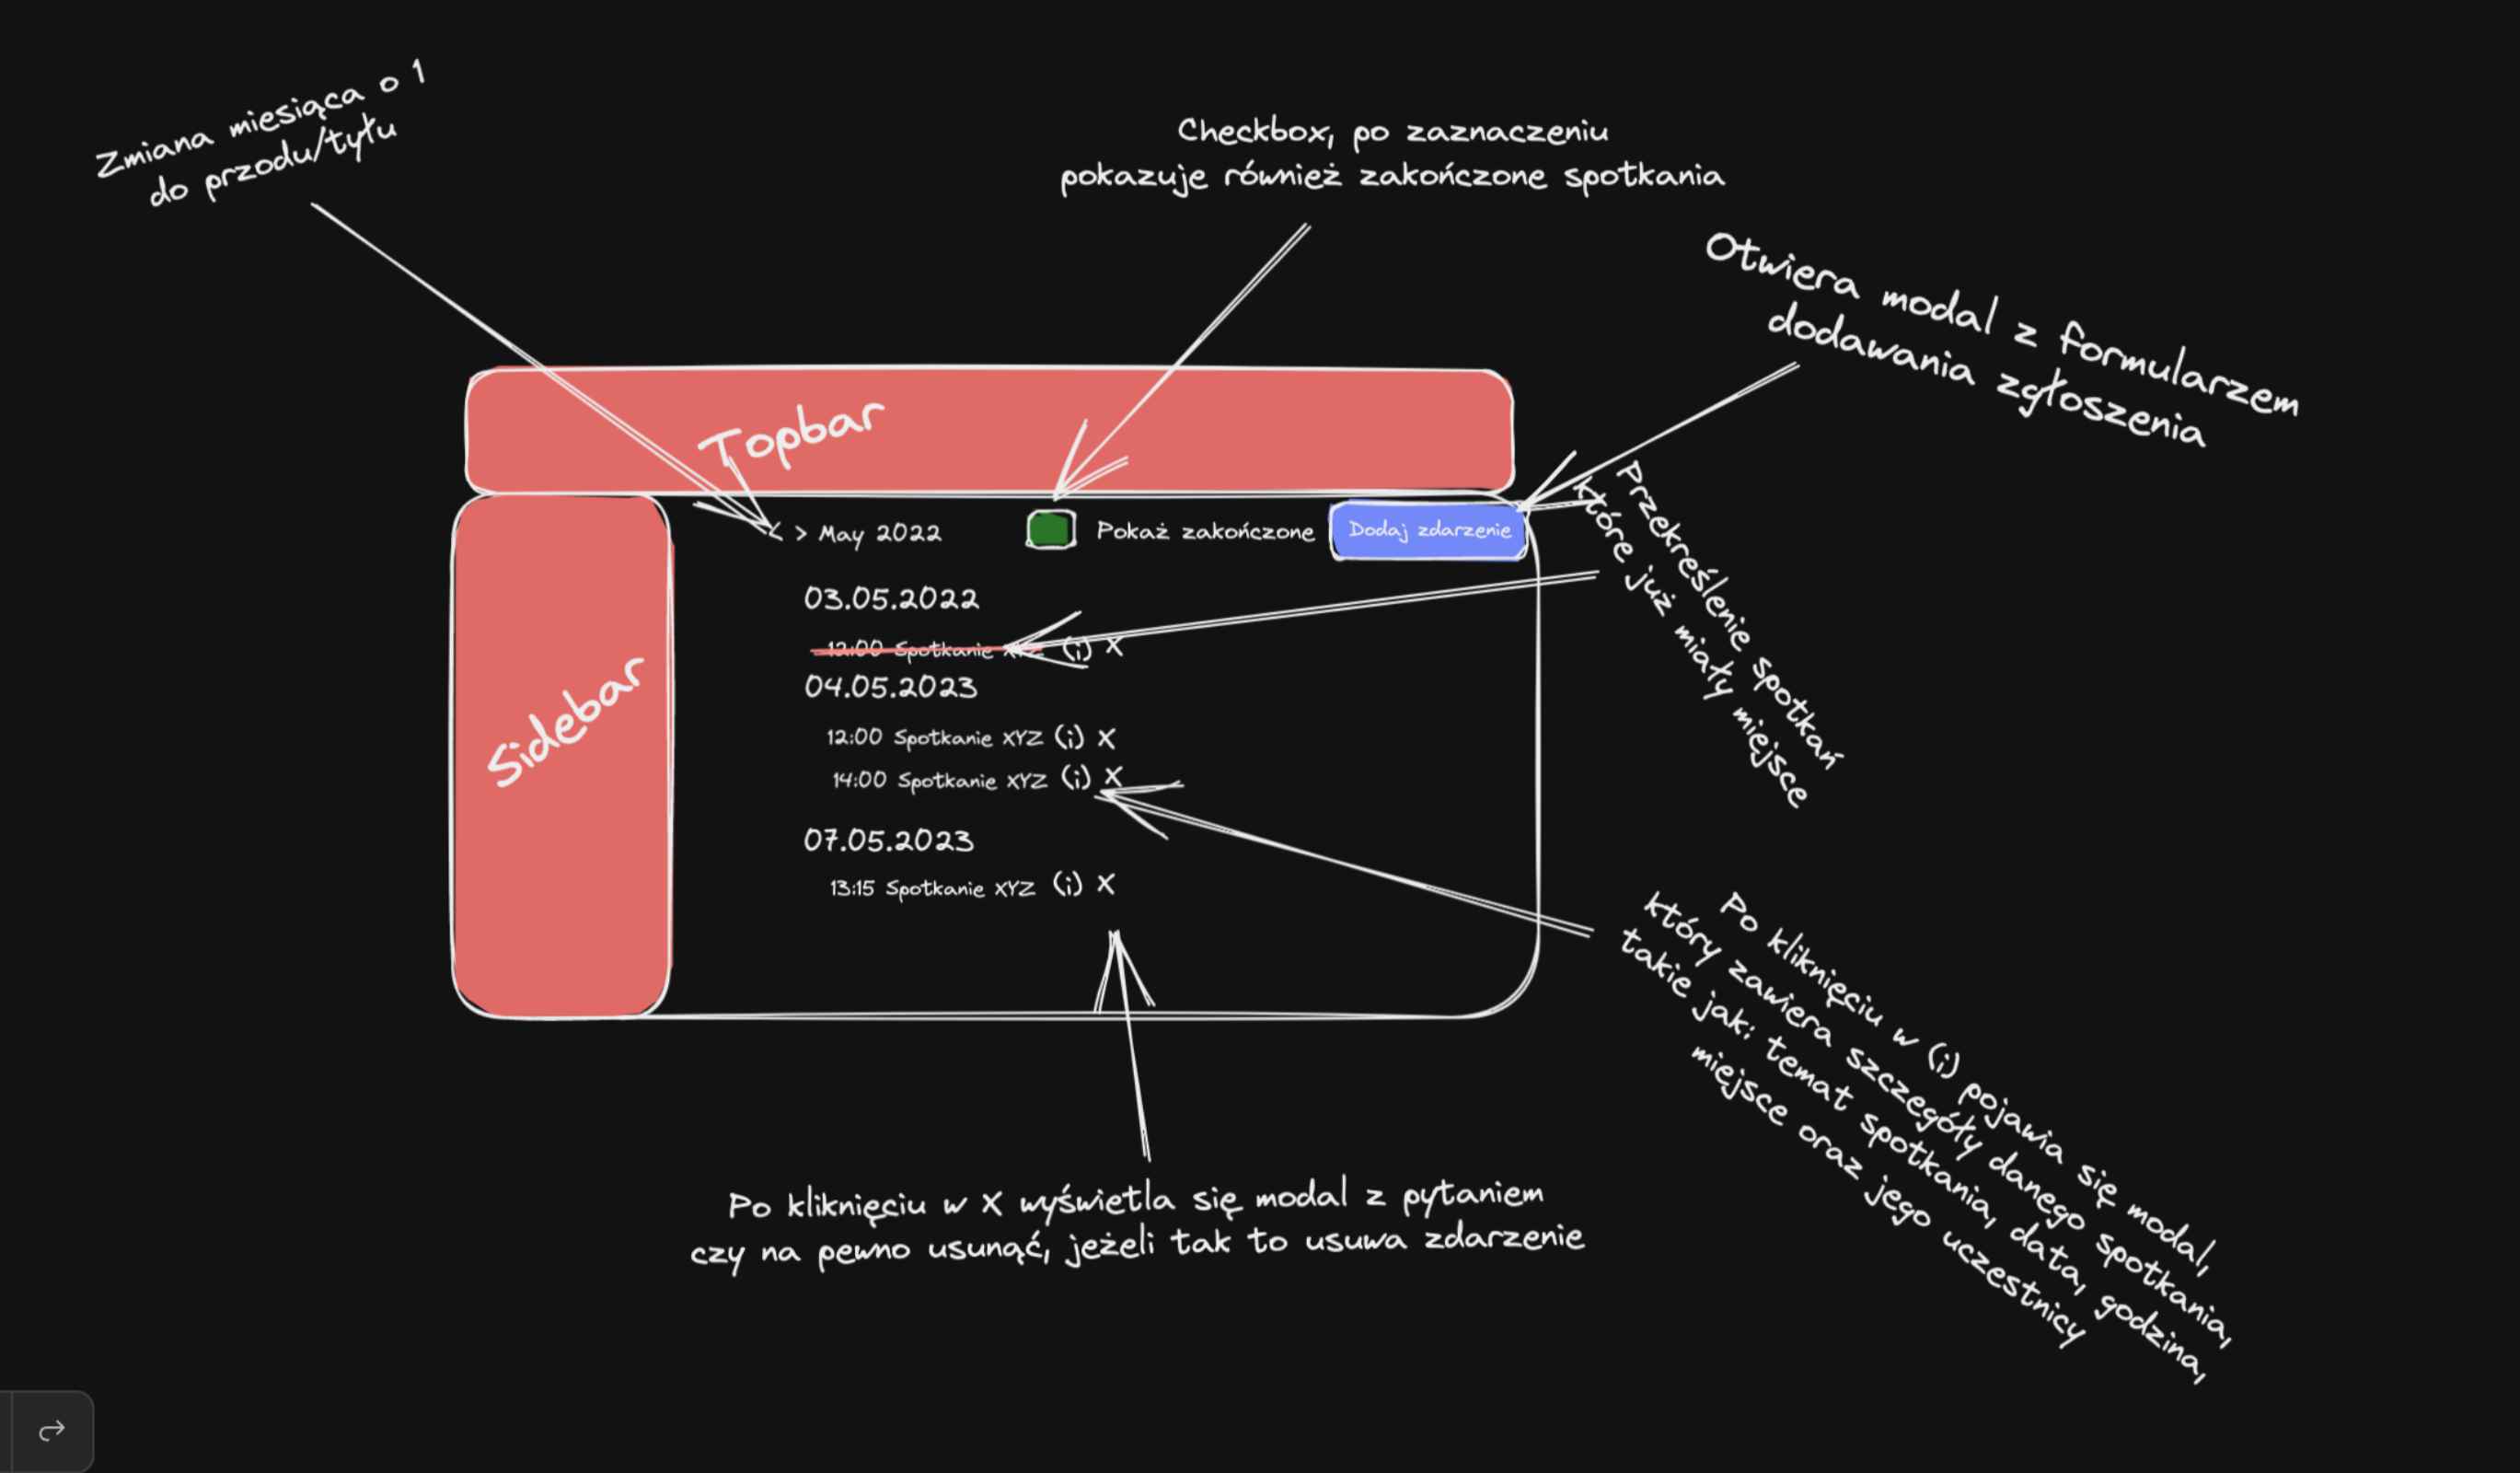 Zmiana miesiąca o 1
do przodu/tyłu
Checkbox, po zaznaczeniu
pokazuje również zakończone spotkania
Otwiera modal z formularzem
dodawania zgłoszenia
Topbar
Sidebar
< > May 2022
Pokaż zakończone
Dodaj zdarzenie
03.05.2022
12:00 Spotkanie XYZ (i) X
04.05.2023
12:00 Spotkanie XYZ (i) X
14:00 Spotkanie XYZ (i) X
07.05.2023
13:15 Spotkanie XYZ (i) X
Przekreślenie spotkań
które już miały miejsce
Po kliknięciu w (i) pojawia się modal,
który zawiera szczegóły danego spotkania,
takie jak: temat spotkania, data, godzina,
miejsce oraz jego uczestnicy
Po kliknięciu w X wyświetla się modal z pytaniem
czy na pewno usunąć, jeżeli tak to usuwa zdarzenie